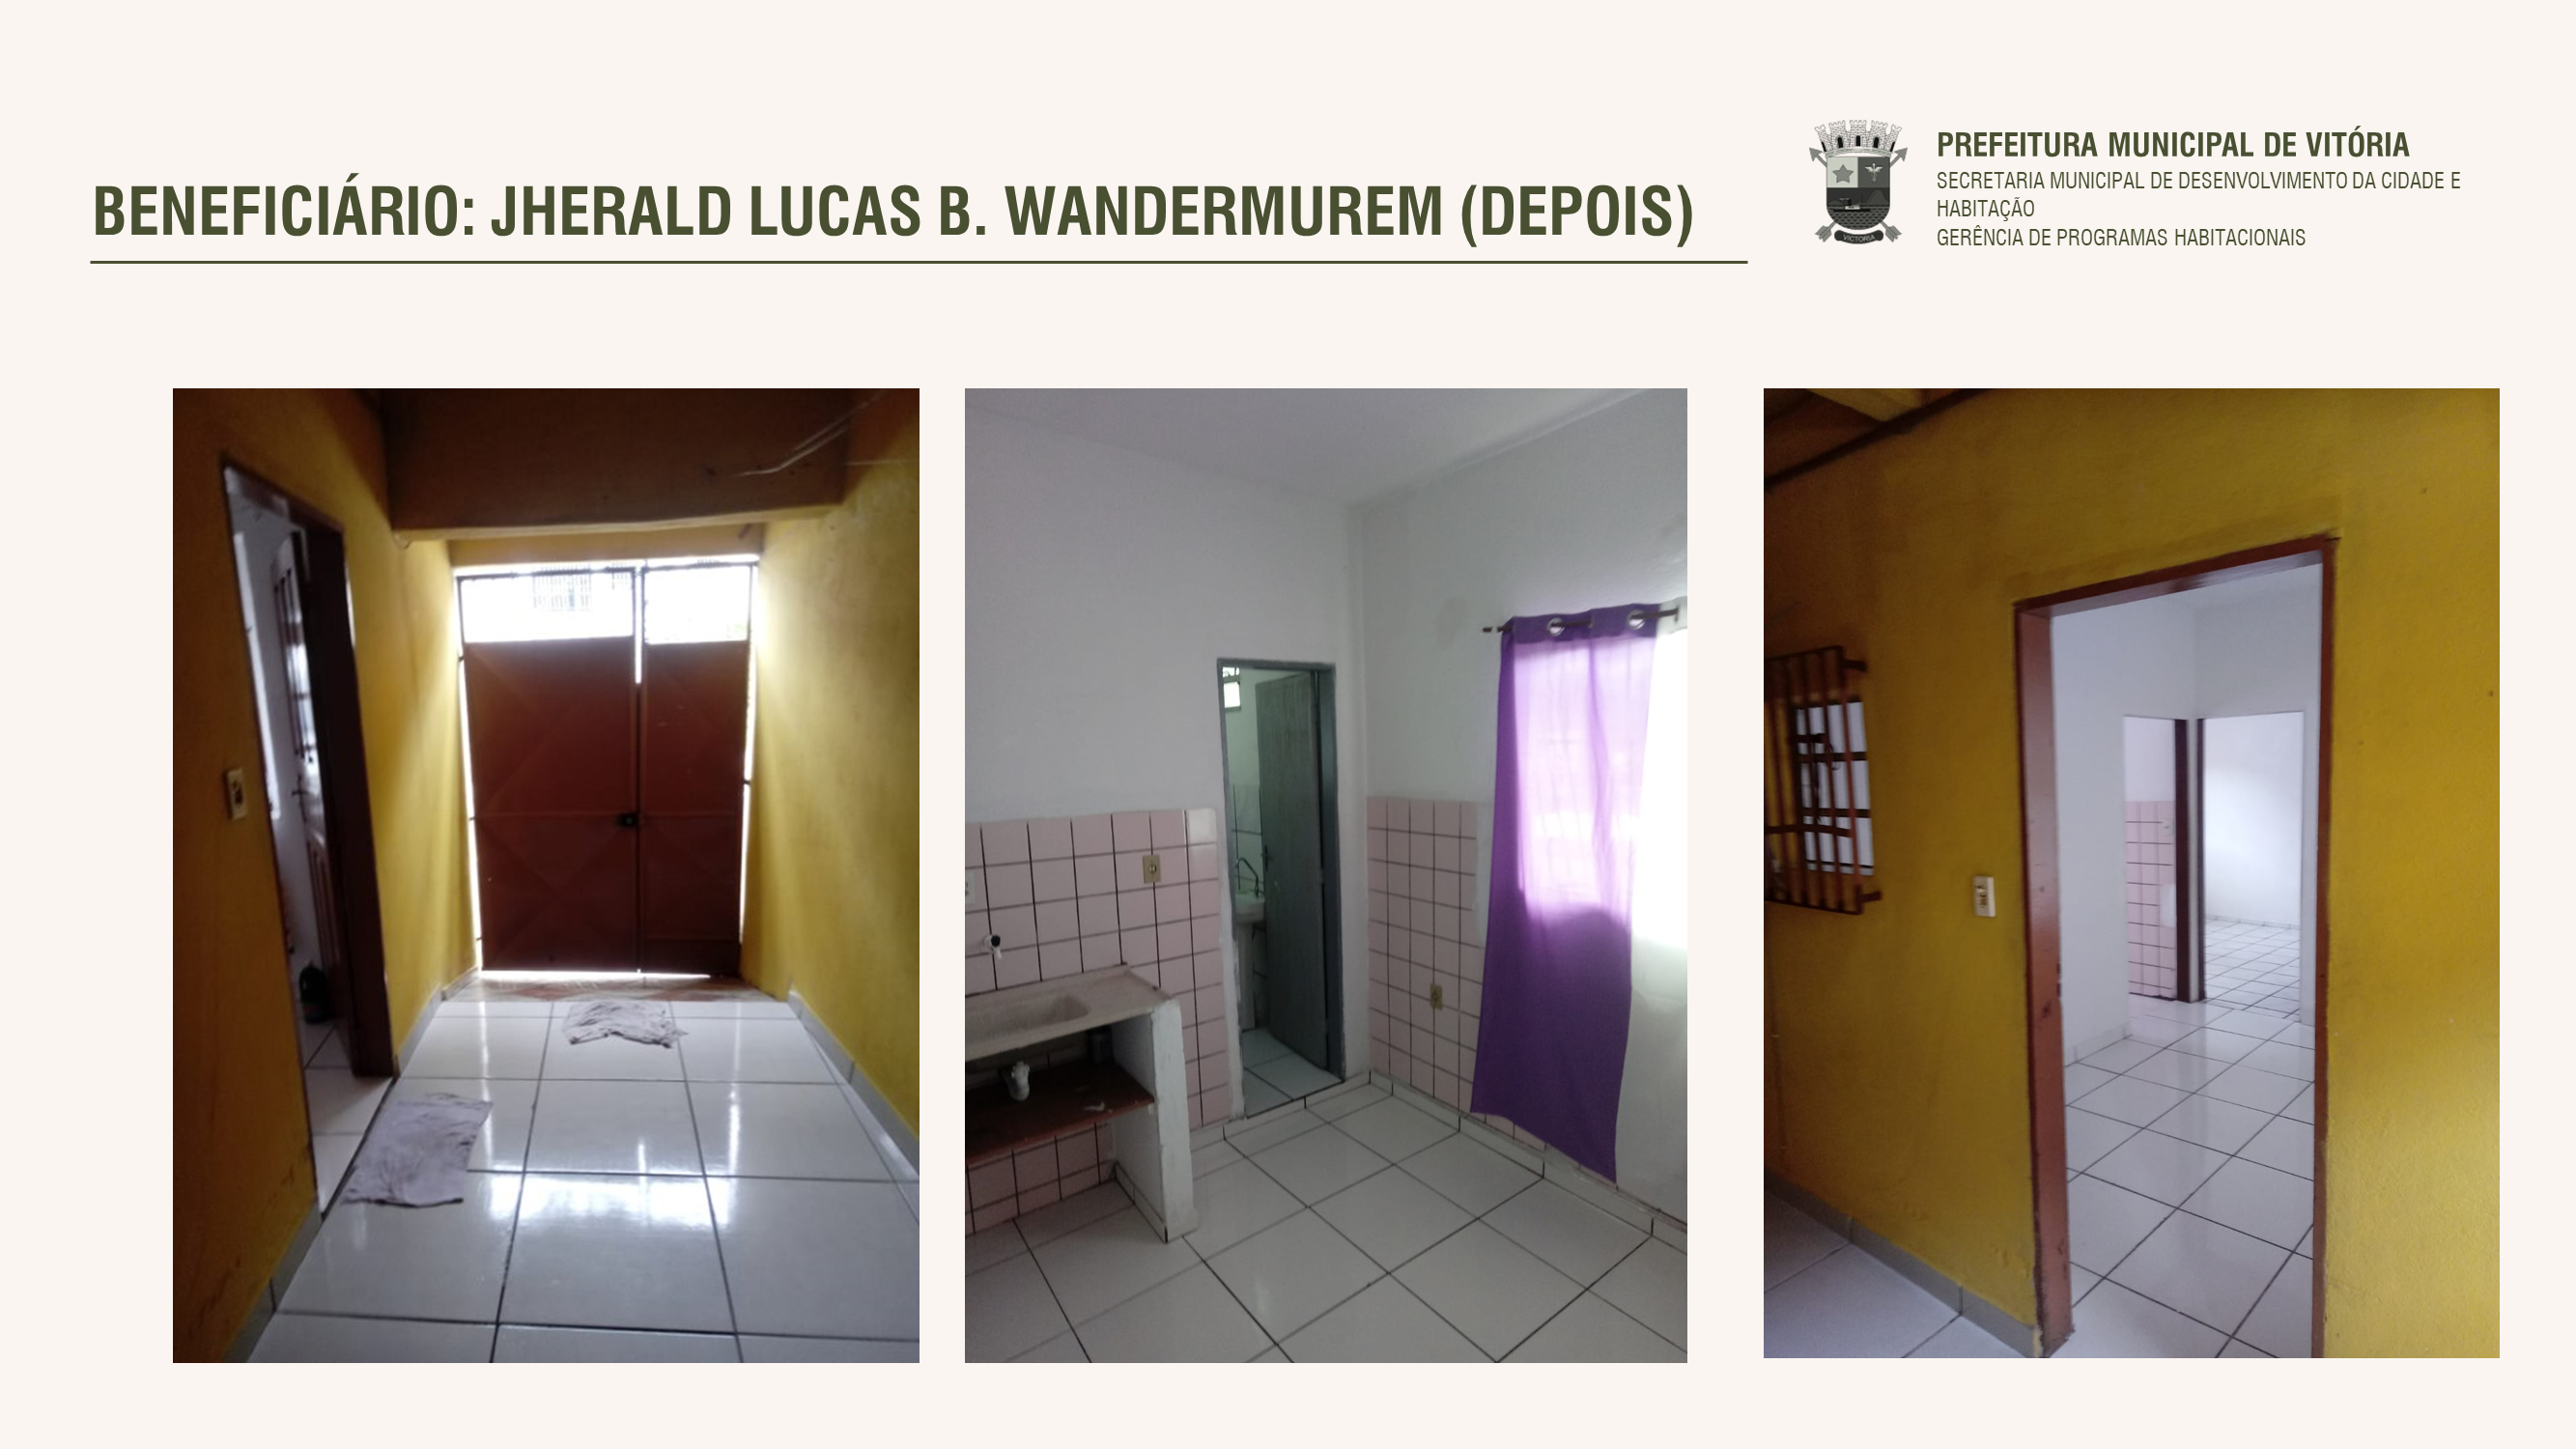 BENEFICIÁRIO: JHERALD LUCAS B. WANDERMUREM (DEPOIS)
PREFEITURA MUNICIPAL DE VITÓRIA
SECRETARIA MUNICIPAL DE DESENVOLVIMENTO DA CIDADE E
HABITAÇÃO
GERÊNCIA DE PROGRAMAS HABITACIONAIS
VICTORIA